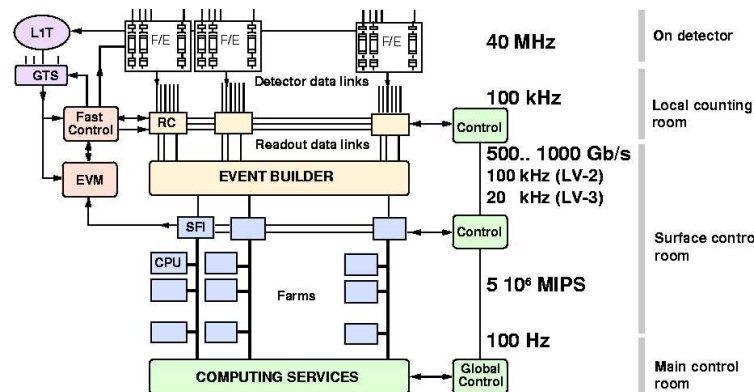 L1T
F/E
F/E
F/E
40 MHz
On detector
GTS
Detector data links
100 kHz
Fast
Control
RC
Control
Local counting
room
Readout data links
500.. 1000 Gb/s
EVM
EVENT BUILDER
100 kHz (LV-2)
20 kHz (LV-3)
SFI
Control
Surface control
room
CPU
Farms
5 10⁶ MIPS
100 Hz
COMPUTING SERVICES
Global
Control
Main control
room